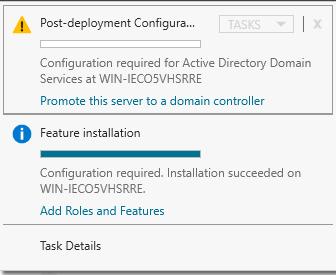 Post-deployment Configura...
TASKS
X
Configuration required for Active Directory Domain
Services at WIN-IECO5VHSRRE
Promote this server to a domain controller
Feature installation
Configuration required. Installation succeeded on
WIN-IECO5VHSRRE.
Add Roles and Features
Task Details